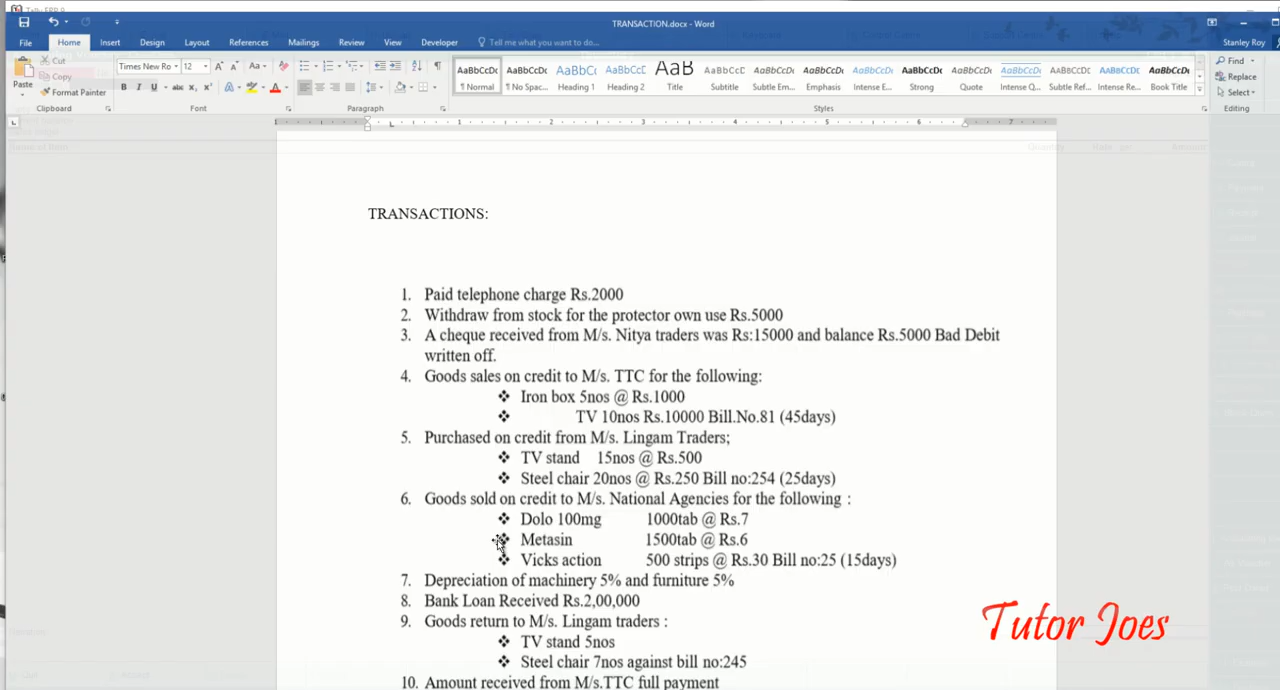 TRANSACTION.docx - Word
File Home Insert Design Layout References Mailings Review View Developer Tell me what you want to do... Stanley Roy
Cut
Copy
Paste
Format Painter
Clipboard
Times New Ro 12
Font
Paragraph
AaBbCcDc AaBbCcDc AaBbCc AaBbCcC AaB AaBbCcC AaBbCcDc AaBbCcDc AaBbCcDc AaBbCcDc AaBbCcDc AaBbCcDc AaBbCcDc AaBbCcDc AaBbCcDc
¶ Normal ¶ No Spac... Heading 1 Heading 2 Title Subtitle Subtle Em... Emphasis Intense E... Strong Quote Intense Q... Subtle Ref... Intense Re... Book Title
Styles
Find
Replace
Select
Editing
1 2 3 4 5 6 7
TRANSACTIONS:
1. Paid telephone charge Rs.2000
2. Withdraw from stock for the protector own use Rs.5000
3. A cheque received from M/s. Nitya traders was Rs:15000 and balance Rs.5000 Bad Debit
written off.
4. Goods sales on credit to M/s. TTC for the following:
❖ Iron box 5nos @ Rs.1000
❖ TV 10nos Rs.10000 Bill.No.81 (45days)
5. Purchased on credit from M/s. Lingam Traders;
❖ TV stand 15nos @ Rs.500
❖ Steel chair 20nos @ Rs.250 Bill no:254 (25days)
6. Goods sold on credit to M/s. National Agencies for the following :
❖ Dolo 100mg 1000tab @ Rs.7
❖ Metasin 1500tab @ Rs.6
❖ Vicks action 500 strips @ Rs.30 Bill no:25 (15days)
7. Depreciation of machinery 5% and furniture 5%
8. Bank Loan Received Rs.2,00,000
9. Goods return to M/s. Lingam traders :
❖ TV stand 5nos
❖ Steel chair 7nos against bill no:245
10. Amount received from M/s.TTC full payment
Tutor Joes